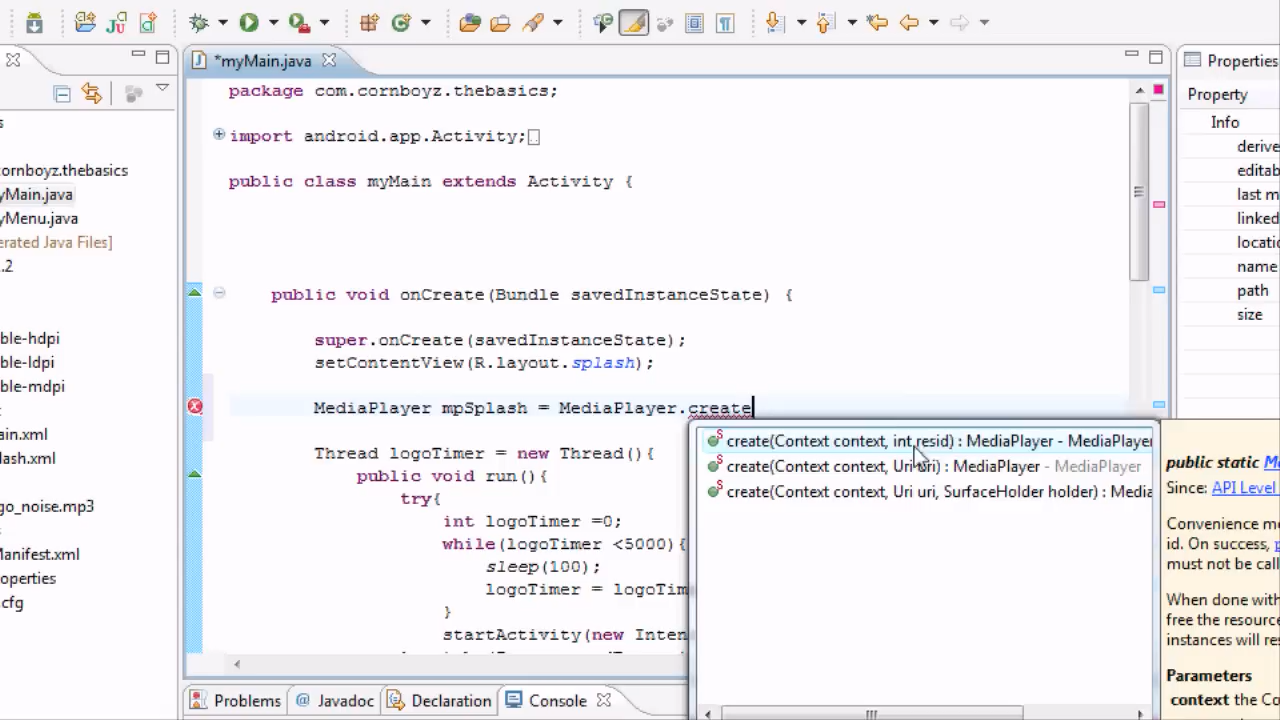 *myMain.java
package com.cornboyz.thebasics;
import android.app.Activity;
public class myMain extends Activity {
public void onCreate(Bundle savedInstanceState) {
super.onCreate(savedInstanceState);
setContentView(R.layout.splash);
MediaPlayer mpSplash = MediaPlayer.create
Thread logoTimer = new Thread(){
public void run(){
try{
int logoTimer =0;
while(logoTimer <5000){
sleep(100);
logoTimer = logoTim
}
startActivity(new Inten
create(Context context, int resid) : MediaPlayer - MediaPlayer
create(Context context, Uri uri) : MediaPlayer - MediaPlayer
create(Context context, Uri uri, SurfaceHolder holder) : Media
public static Me
Since: API Level
Convenience me
id. On success, p
must not be call
When done with
free the resource
instances will res
Parameters
context the Co
Properties
Property
Info
derive
editab
last m
linked
locatio
name
path
size
s
ornboyz.thebasics
yMain.java
yMenu.java
erated Java Files]
.2
ble-hdpi
ble-ldpi
ble-mdpi
ain.xml
lash.xml
go_noise.mp3
Manifest.xml
operties
.cfg
Problems
@ Javadoc
Declaration
Console